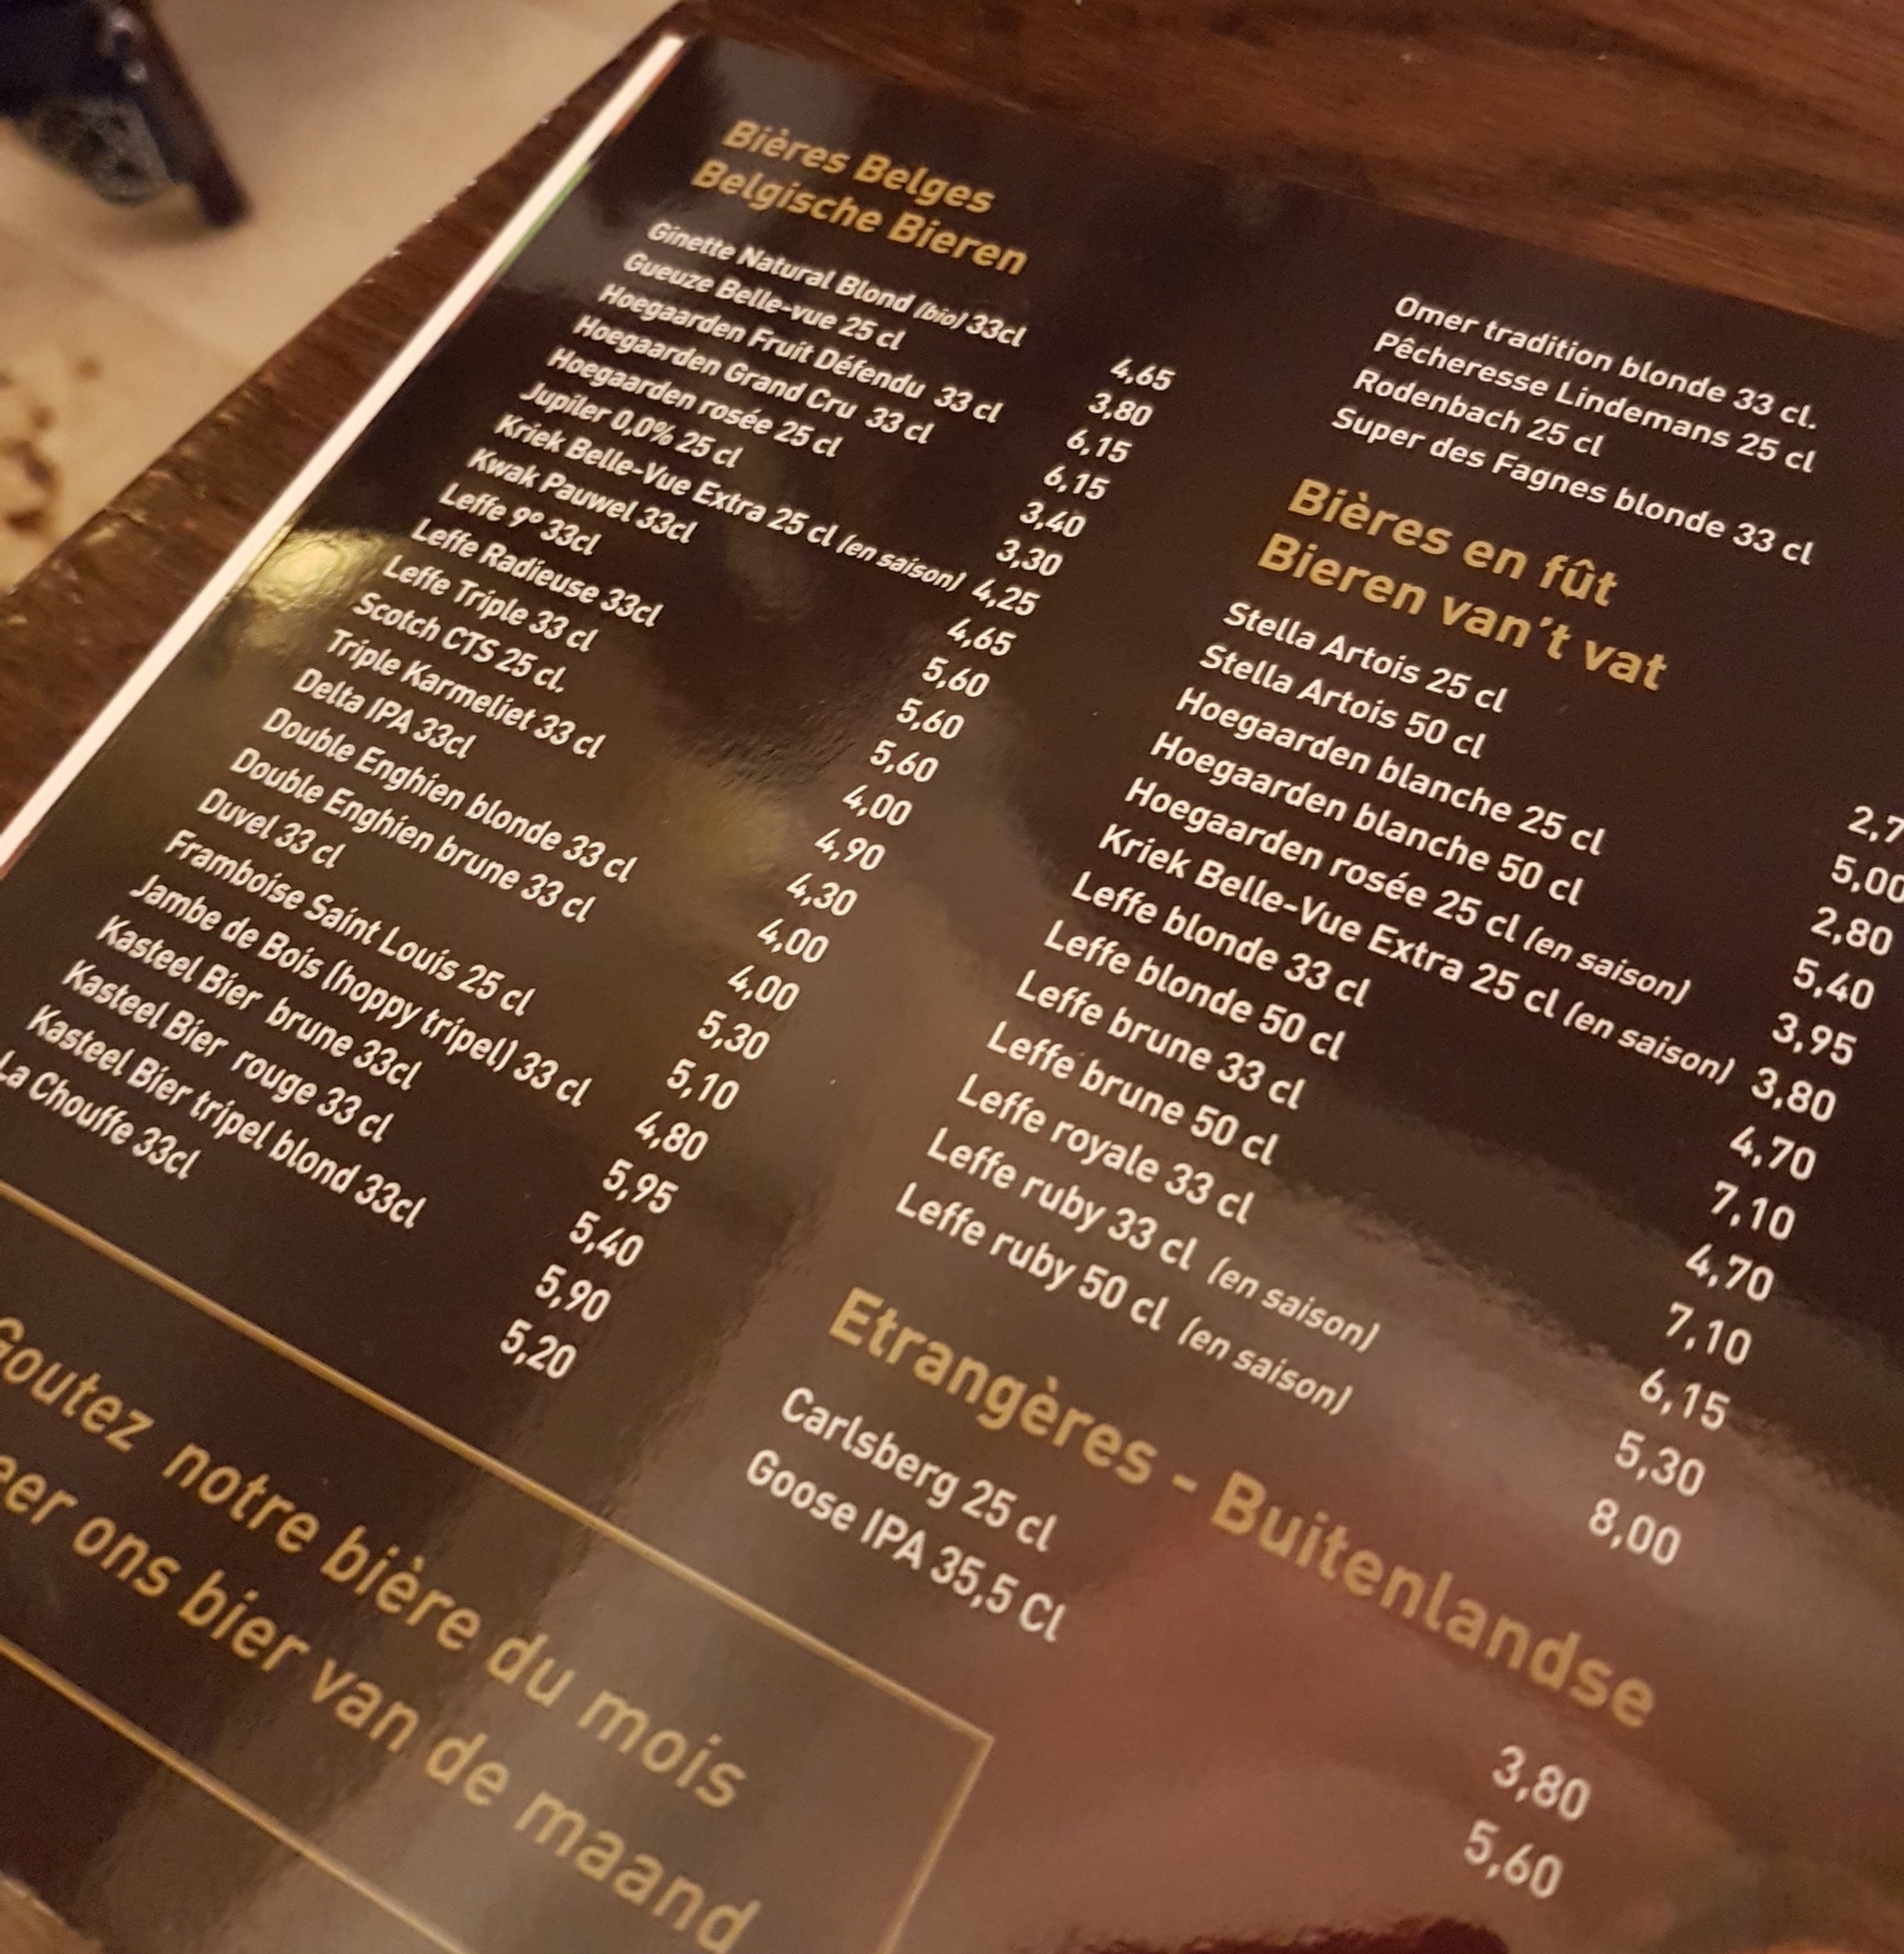 Bières Belges
Belgische Bieren
Ginette Natural Blond (bio) 33cl 4,65
Gueuze Belle-vue 25 cl 3,80
Hoegaarden Fruit Défendu 33 cl 6,15
Hoegaarden Grand Cru 33 cl 6,15
Hoegaarden rosée 25 cl 3,40
Jupiler 0,0% 25 cl 3,30
Kriek Belle-Vue Extra 25 cl (en saison) 4,25
Kwak Pauwel 33cl 4,65
Leffe 9° 33cl 5,60
Leffe Radieuse 33cl 5,60
Leffe Triple 33 cl 5,60
Scotch CTS 25 cl. 4,00
Triple Karmeliet 33 cl 4,90
Delta IPA 33cl 4,30
Double Enghien blonde 33 cl 4,00
Double Enghien brune 33 cl 4,00
Duvel 33 cl 5,30
Framboise Saint Louis 25 cl 5,10
Jambe de Bois (hoppy tripel) 33 cl 4,80
Kasteel Bier brune 33cl 5,95
Kasteel Bier rouge 33 cl 5,40
Kasteel Bier tripel blond 33cl 5,90
La Chouffe 33cl 5,20
Goutez notre bière du mois
ons bier van de maand
Omer tradition blonde 33 cl.
Pêcheresse Lindemans 25 cl
Rodenbach 25 cl
Super des Fagnes blonde 33 cl
Bières en fût
Bieren van't vat
Stella Artois 25 cl
Stella Artois 50 cl 5,00
Hoegaarden blanche 25 cl 2,80
Hoegaarden blanche 50 cl 5,40
Hoegaarden rosée 25 cl (en saison) 3,95
Kriek Belle-Vue Extra 25 cl (en saison) 3,80
Leffe blonde 33 cl 4,70
Leffe blonde 50 cl 7,10
Leffe brune 33 cl 4,70
Leffe brune 50 cl 7,10
Leffe royale 33 cl 6,15
Leffe ruby 33 cl (en saison) 5,30
Leffe ruby 50 cl (en saison) 8,00
Etrangères - Buitenlandse
Carlsberg 25 cl 3,80
Goose IPA 35,5 Cl 5,60